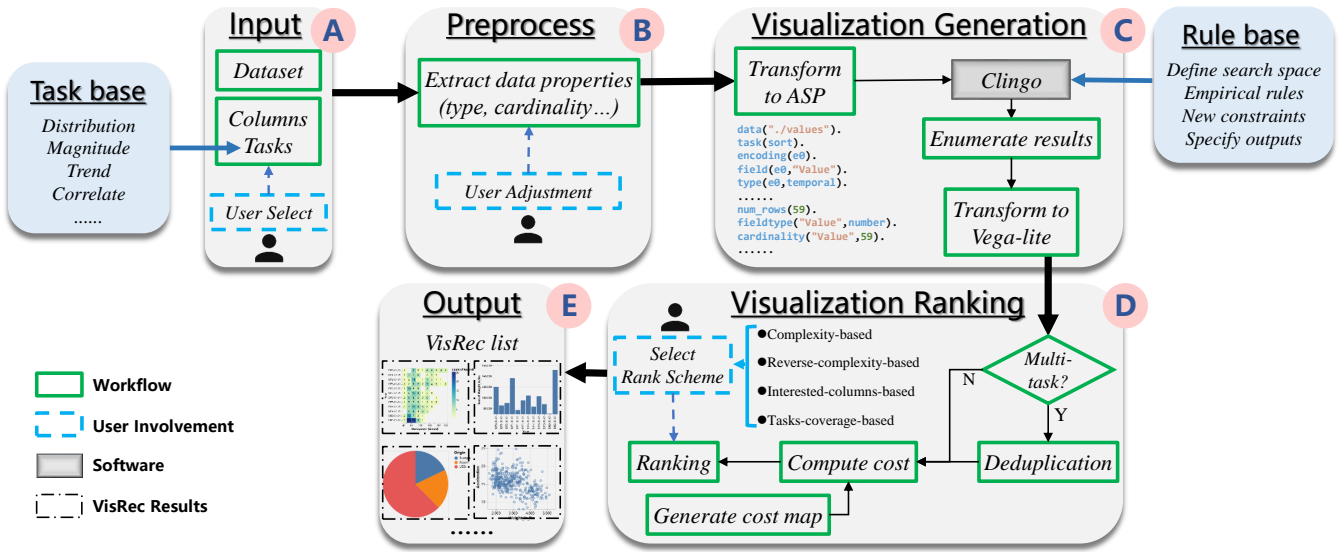 Task base
Distribution
Magnitude
Trend
Correlate
......
Input
A
Dataset
Columns
Tasks
User Select
Preprocess
B
Extract data properties
(type, cardinality...)
User Adjustment
Visualization Generation
C
Transform
to ASP
data("./values").
task(sort).
encoding(e0).
field(e0,"Value").
type(e0,temporal).
......
num_rows(59).
fieldtype("Value",number).
cardinality("Value",59).
......
Clingo
Enumerate results
Transform to
Vega-lite
Rule base
Define search space
Empirical rules
New constraints
Specify outputs
Visualization Ranking
D
Multi-
task?
N
Y
Deduplication
Compute cost
Generate cost map
Ranking
Select
Rank Scheme
●Complexity-based
●Reverse-complexity-based
●Interested-columns-based
●Tasks-coverage-based
Output
E
VisRec list
Origin
......
Workflow
User Involvement
Software
VisRec Results